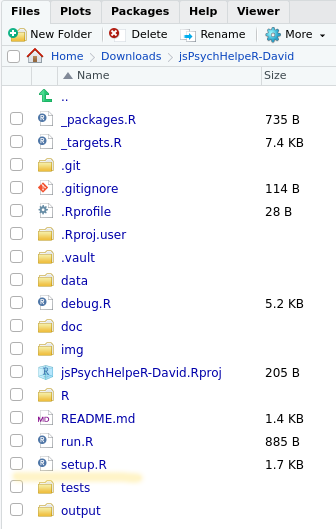 Files Plots Packages Help Viewer
New Folder Delete Rename More
Home Downloads jsPsychHelpeR-David
Name Size
..
_packages.R 735 B
_targets.R 7.4 KB
.git
.gitignore 114 B
.Rprofile 28 B
.Rproj.user
.vault
data
debug.R 5.2 KB
doc
img
jsPsychHelpeR-David.Rproj 205 B
R
README.md 1.4 KB
run.R 885 B
setup.R 1.7 KB
tests
output